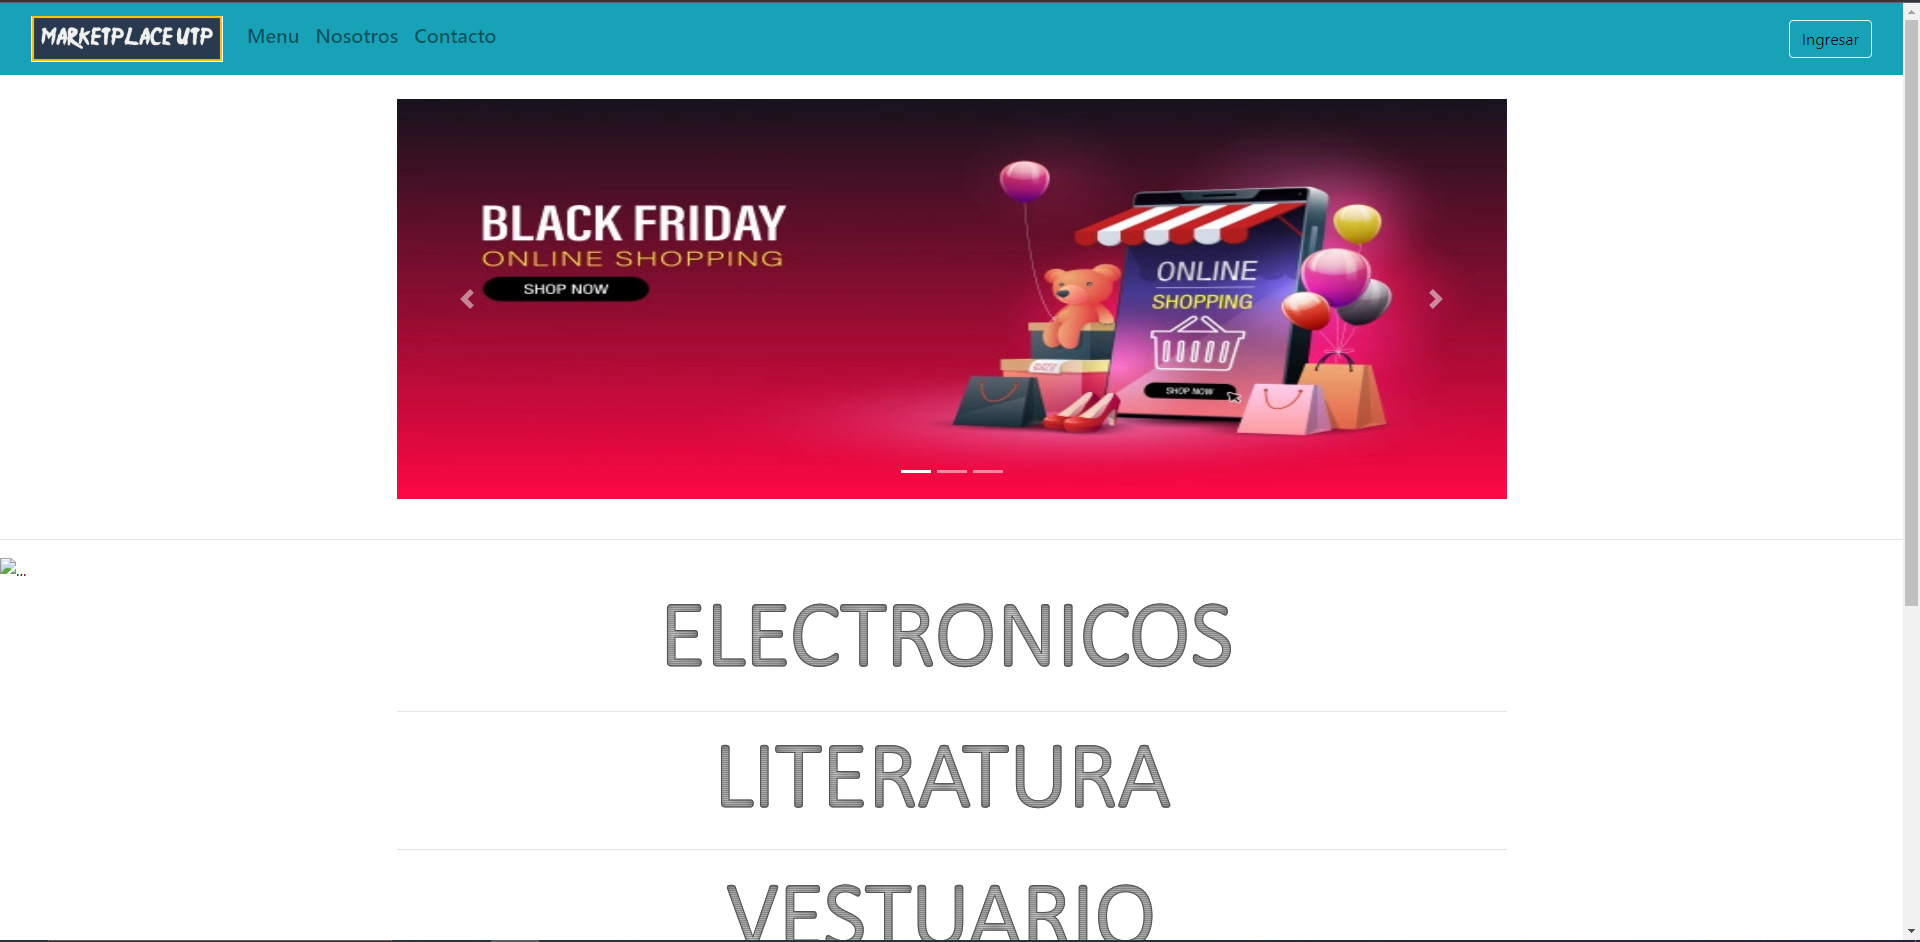 MARKETPLACE UTP Menu Nosotros Contacto Ingresar
BLACK FRIDAY
ONLINE SHOPPING
SHOP NOW
ONLINE
SHOPPING
SHOP NOW
...
ELECTRONICOS
LITERATURA
VESTUARIO